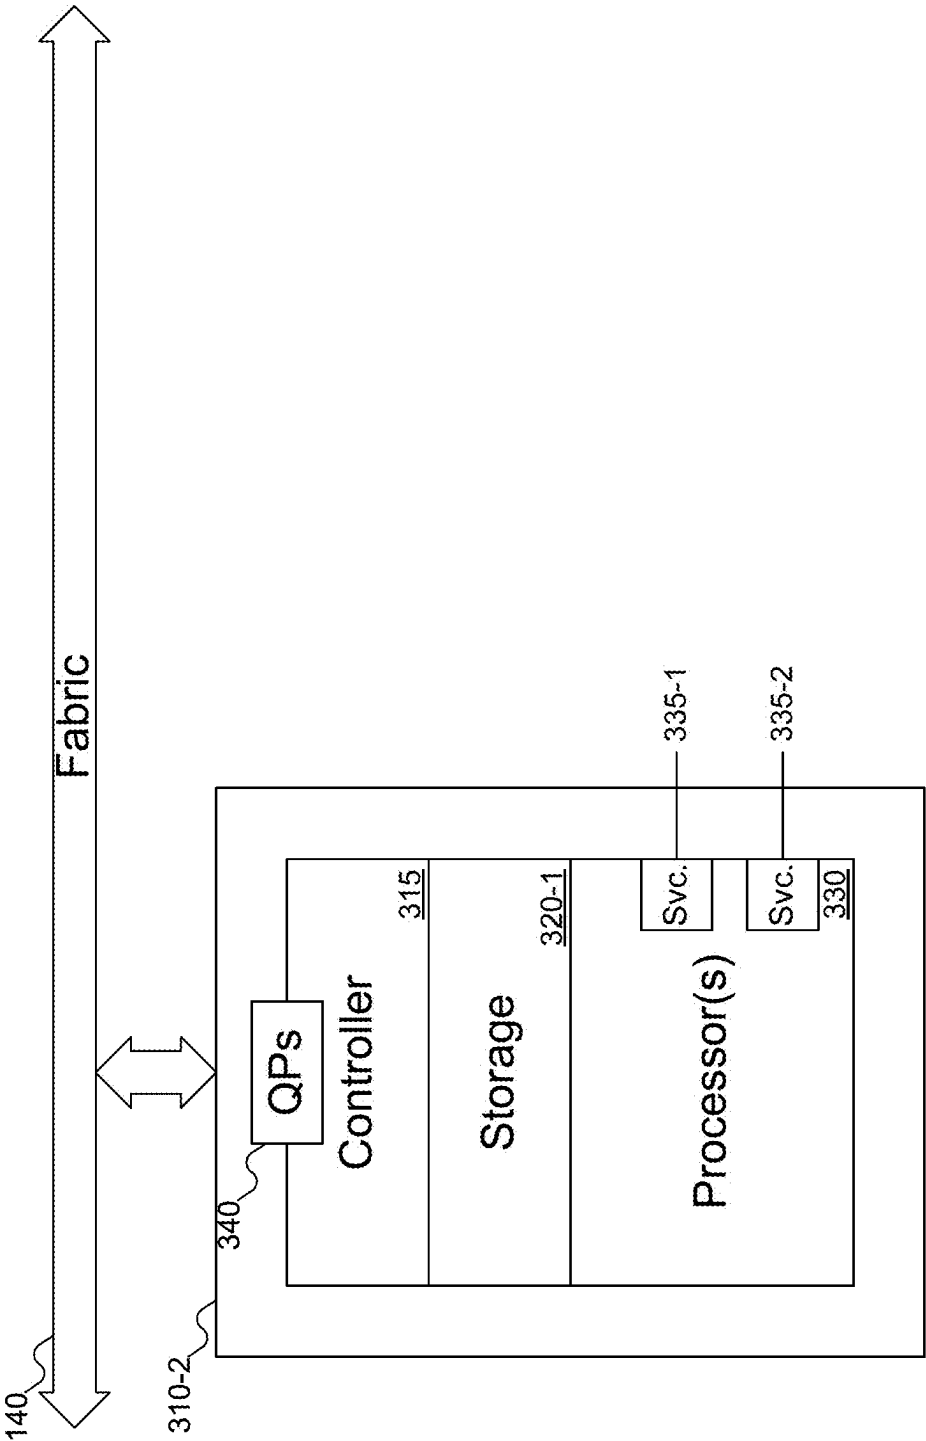 140
Fabric
310-2
340
QPs
Controller
315
Storage
320-1
Processor(s)
Svc.
335-1
Svc.
335-2
330